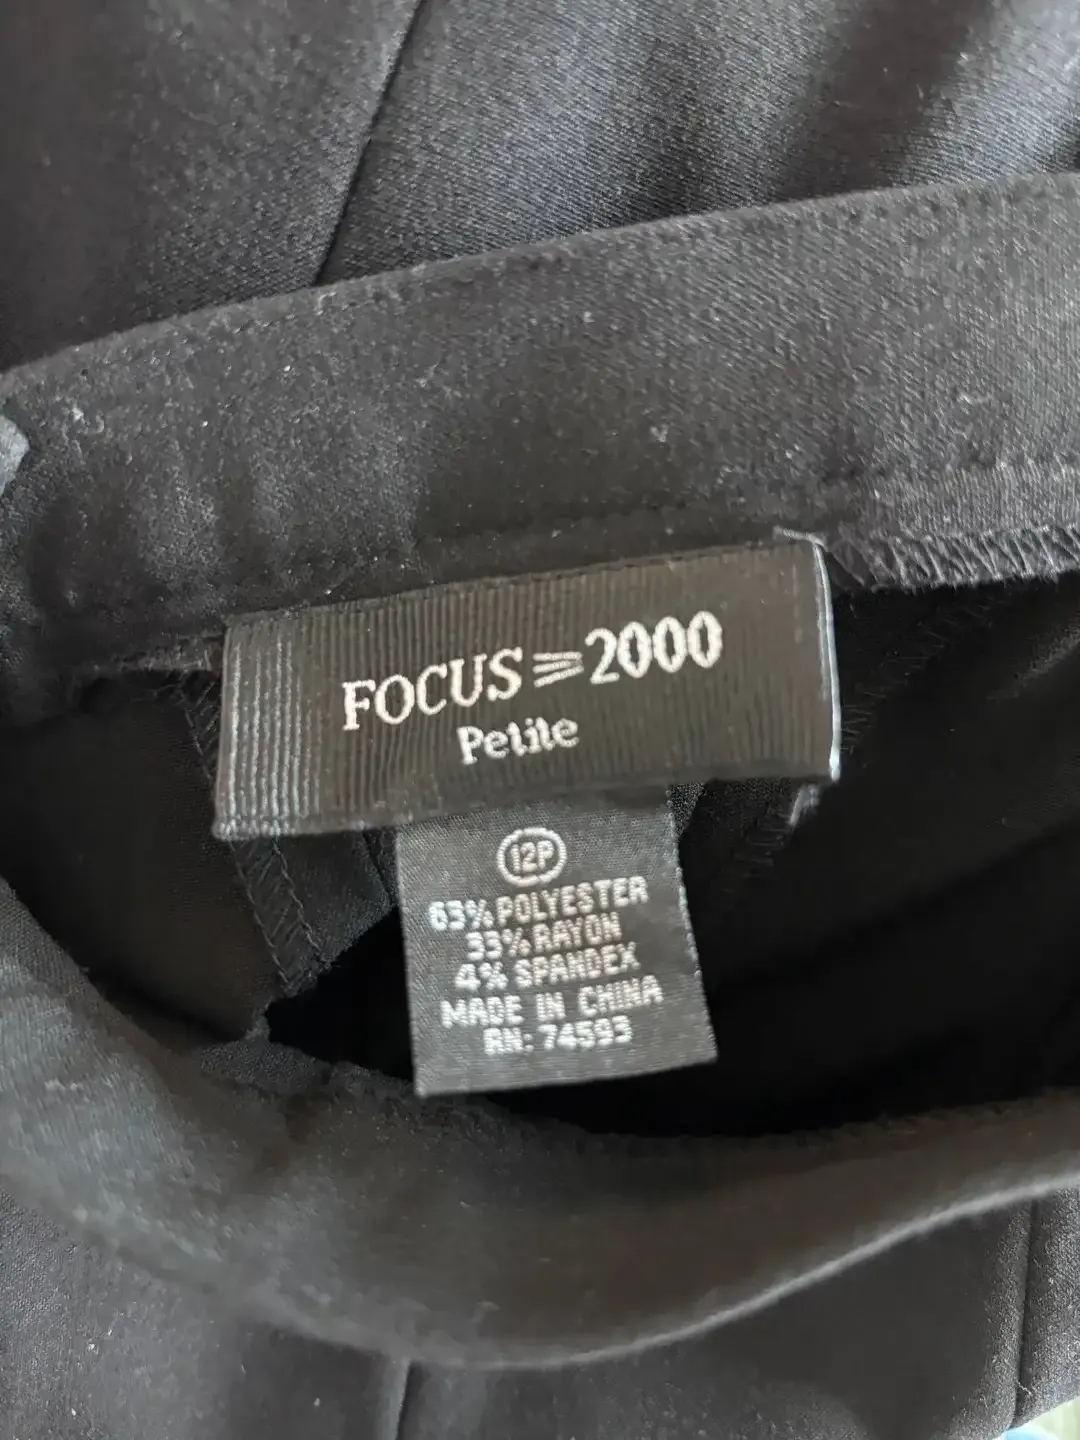 FOCUS 2000
Petite
12P
63% POLYESTER
33% RAYON
4% SPANDEX
MADE IN CHINA
RN: 74593